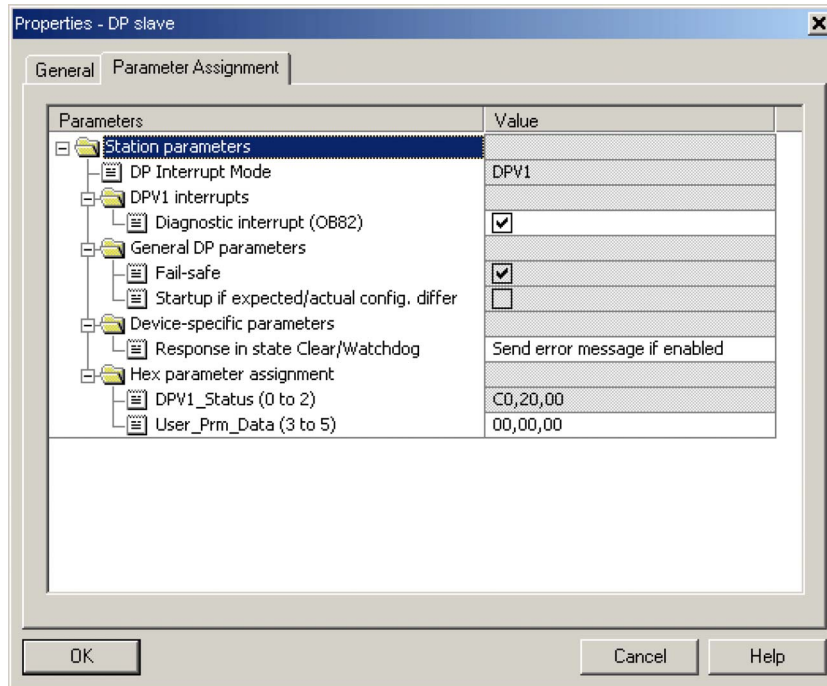 Properties - DP slave
General Parameter Assignment
Parameters Value
Station parameters
DP Interrupt Mode DPV1
DPV1 interrupts
Diagnostic interrupt (OB82)
General DP parameters
Fail-safe
Startup if expected/actual config. differ
Device-specific parameters
Response in state Clear/Watchdog Send error message if enabled
Hex parameter assignment
DPV1_Status (0 to 2) C0,20,00
User_Prm_Data (3 to 5) 00,00,00
OK Cancel Help